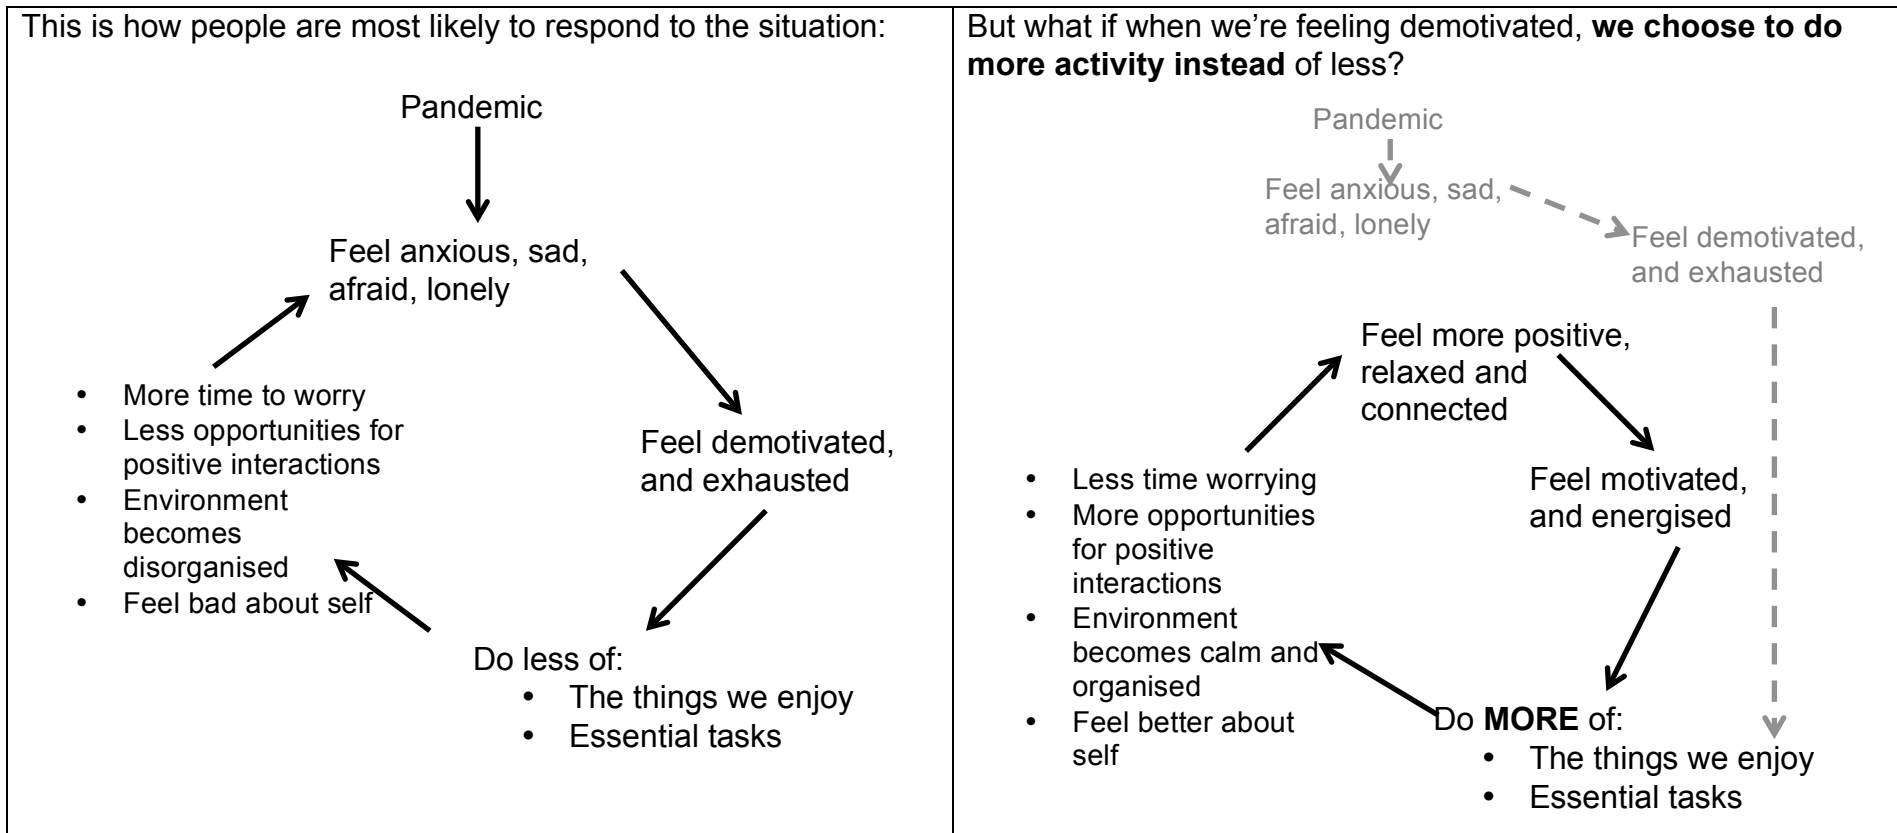 This is how people are most likely to respond to the situation:
Pandemic
Feel anxious, sad,
afraid, lonely
Feel demotivated,
and exhausted
Do less of:
• The things we enjoy
• Essential tasks
• More time to worry
• Less opportunities for
positive interactions
• Environment
becomes
disorganised
• Feel bad about self
But what if when we’re feeling demotivated, we choose to do
more activity instead of less?
Pandemic
Feel anxious, sad,
afraid, lonely
Feel demotivated,
and exhausted
Feel more positive,
relaxed and
connected
Feel motivated,
and energised
Do MORE of:
• The things we enjoy
• Essential tasks
• Less time worrying
• More opportunities
for positive
interactions
• Environment
becomes calm and
organised
• Feel better about
self